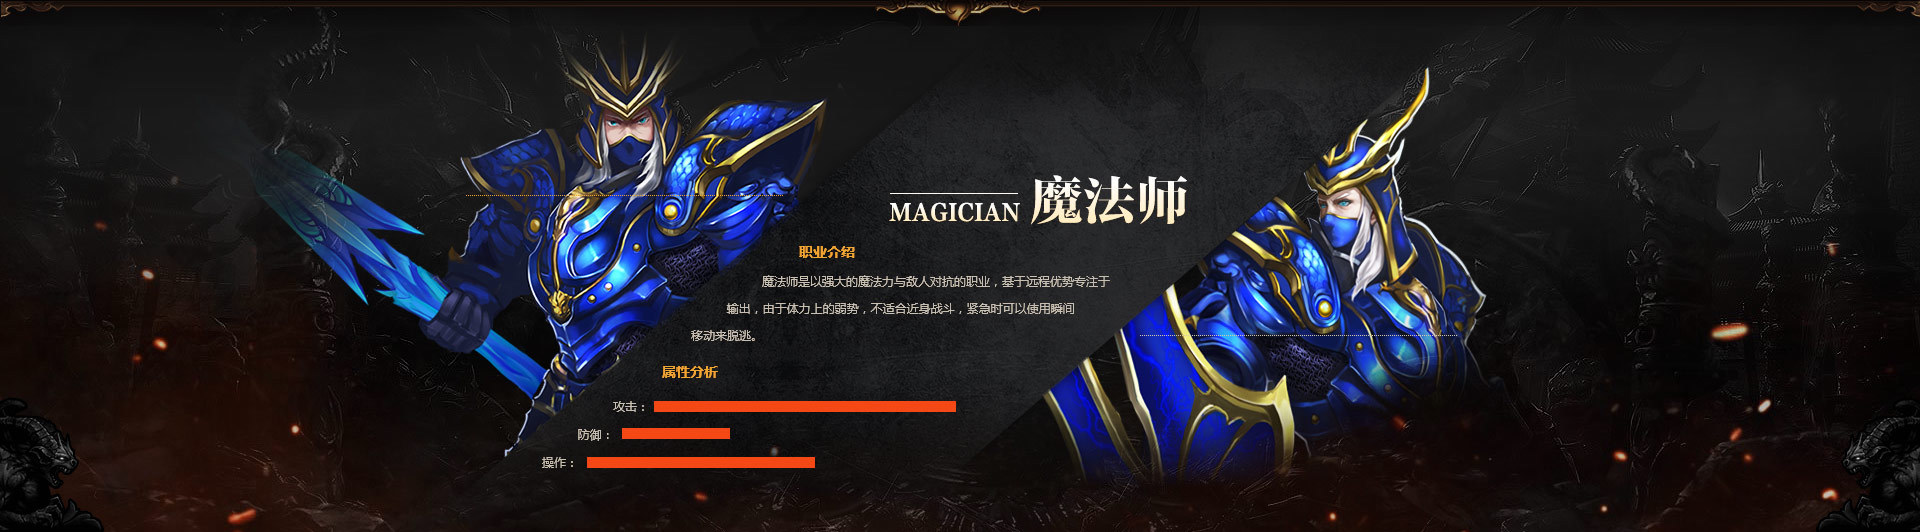 MAGICIAN 魔法师
职业介绍
魔法师是以强大的魔法力与敌人对抗的职业，基于远程优势专注于
输出，由于体力上的弱势，不适合近身战斗，紧急时可以使用瞬间
移动来脱逃。
属性分析
攻击：
防御：
操作：